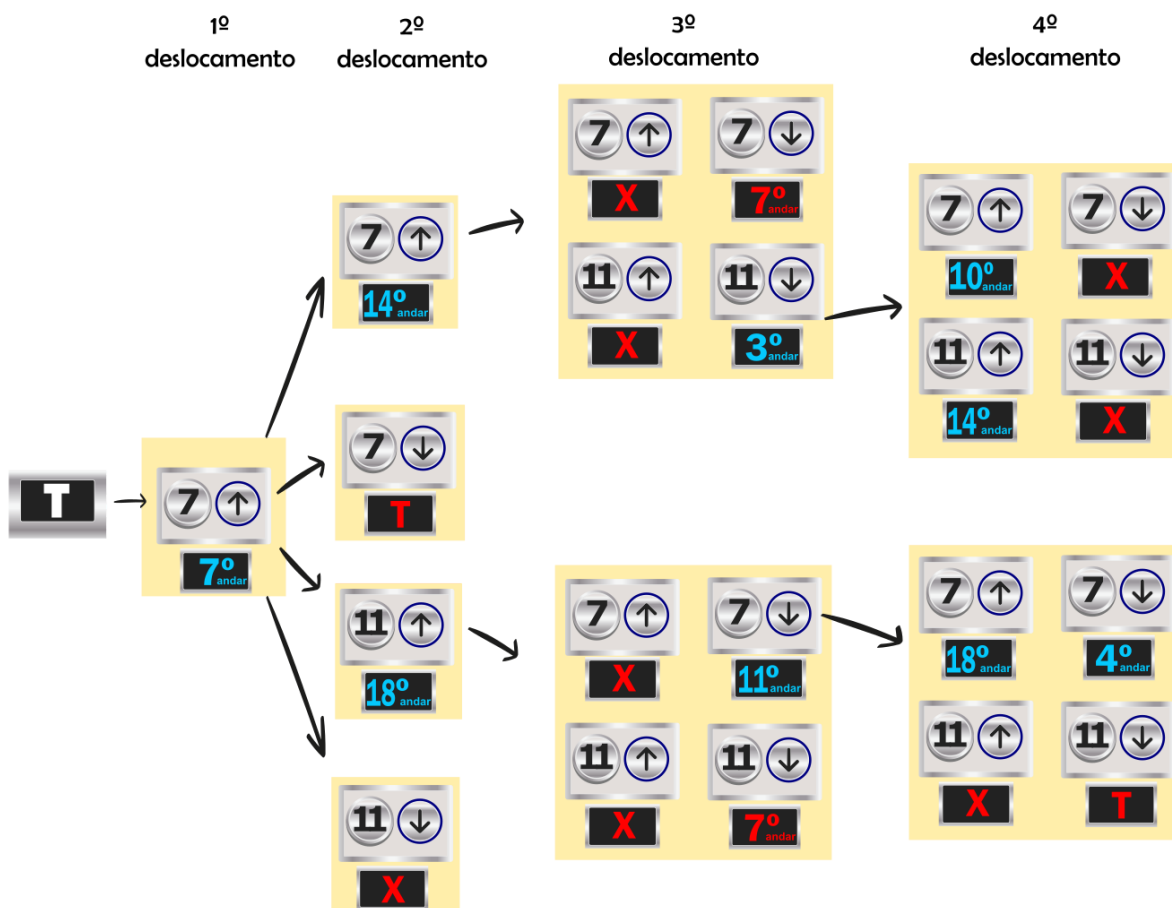 1º deslocamento
2º deslocamento
3º deslocamento
4º deslocamento
T
7 ↑
7º andar
7 ↑
14º andar
7 ↓
T
11 ↑
18º andar
11 ↓
X
7 ↑
X
7 ↓
7º andar
11 ↑
X
11 ↓
3º andar
7 ↑
X
7 ↓
11º andar
11 ↑
X
11 ↓
7º andar
7 ↑
10º andar
7 ↓
X
11 ↑
14º andar
11 ↓
X
7 ↑
18º andar
7 ↓
4º andar
11 ↑
X
11 ↓
T